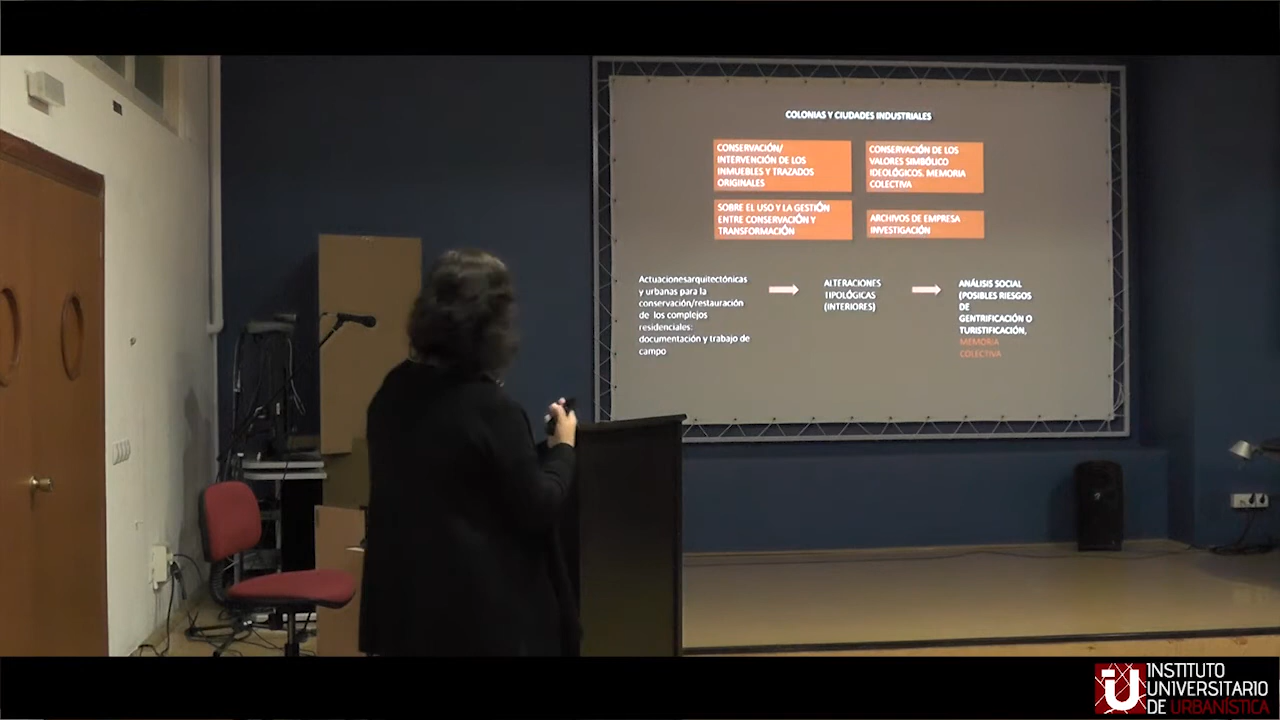 COLONIAS Y CIUDADES INDUSTRIALES
CONSERVACIÓN/
INTERVENCIÓN DE LOS
INMUEBLES Y TRAZADOS
ORIGINALES
CONSERVACIÓN DE LOS
VALORES SIMBÓLICO
IDEOLÓGICOS. MEMORIA
COLECTIVA
SOBRE EL USO Y LA GESTIÓN
ENTRE CONSERVACIÓN Y
TRANSFORMACIÓN
ARCHIVOS DE EMPRESA
INVESTIGACIÓN
Actuacionesarquitectónicas
y urbanas para la
conservación/restauración
de los complejos
residenciales:
documentación y trabajo de
campo
ALTERACIONES
TIPOLÓGICAS
(INTERIORES)
ANÁLISIS SOCIAL
(POSIBLES RIESGOS
DE
GENTRIFICACIÓN O
TURISTIFICACIÓN,
MEMORIA
COLECTIVA
IU INSTITUTO
UNIVERSITARIO
DE URBANÍSTICA